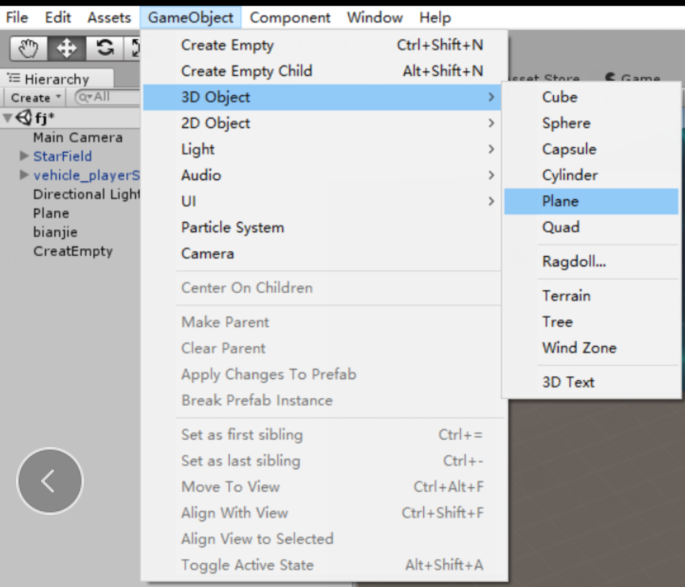 File Edit Assets GameObject Component Window Help
Hierarchy
Game
Create All
fj*
Main Camera
StarField
vehicle_playerS
Directional Light
Plane
bianjie
CreatEmpty
Create Empty Ctrl+Shift+N
Create Empty Child Alt+Shift+N
3D Object
2D Object
Light
Audio
UI
Particle System
Camera
Center On Children
Make Parent
Clear Parent
Apply Changes To Prefab
Break Prefab Instance
Set as first sibling Ctrl+=
Set as last sibling Ctrl+-
Move To View Ctrl+Alt+F
Align With View Ctrl+Shift+F
Align View to Selected
Toggle Active State Alt+Shift+A
Cube
Sphere
Capsule
Cylinder
Plane
Quad
Ragdoll...
Terrain
Tree
Wind Zone
3D Text